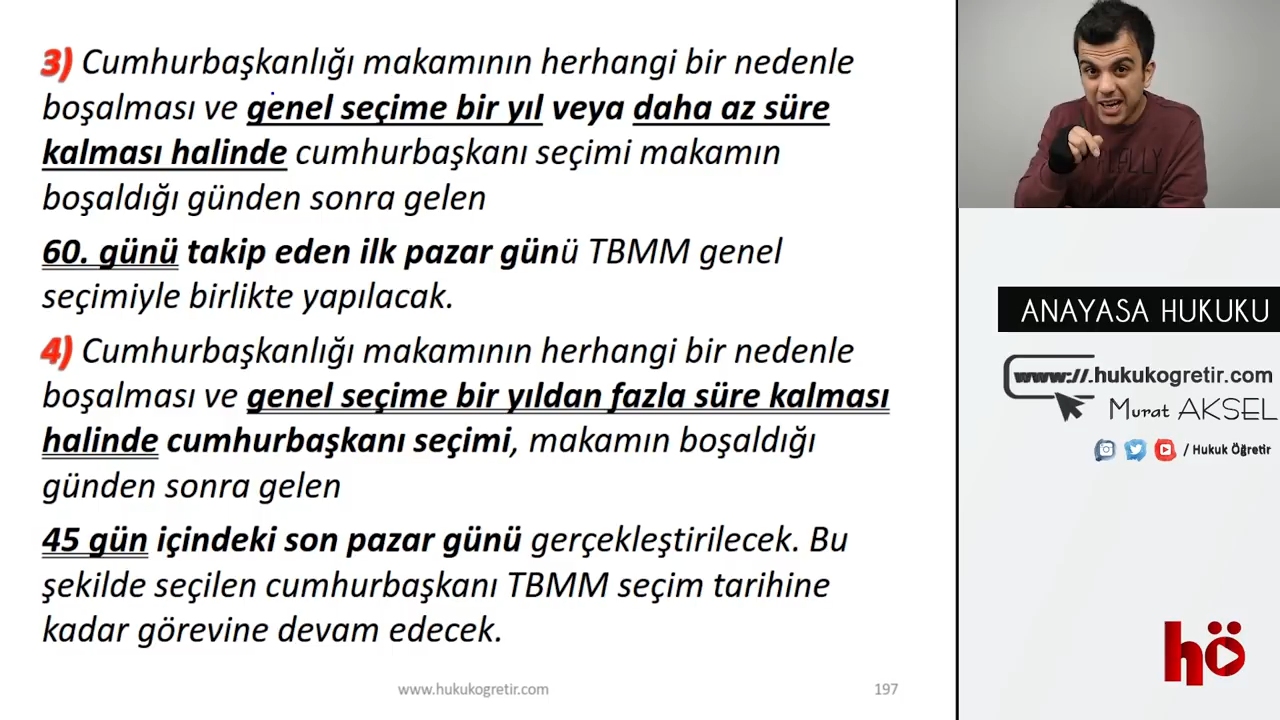 3) Cumhurbaşkanlığı makamının herhangi bir nedenle
boşalması ve genel seçime bir yıl veya daha az süre
kalması halinde cumhurbaşkanı seçimi makamın
boşaldığı günden sonra gelen
60. günü takip eden ilk pazar günü TBMM genel
seçimiyle birlikte yapılacak.
4) Cumhurbaşkanlığı makamının herhangi bir nedenle
boşalması ve genel seçime bir yıldan fazla süre kalması
halinde cumhurbaşkanı seçimi, makamın boşaldığı
günden sonra gelen
45 gün içindeki son pazar günü gerçekleştirilecek. Bu
şekilde seçilen cumhurbaşkanı TBMM seçim tarihine
kadar görevine devam edecek.
www.hukukogretir.com
197
ANAYASA HUKUKU
www://.hukukogretir.com
Murat AKSEL
/ Hukuk Öğretir
hö